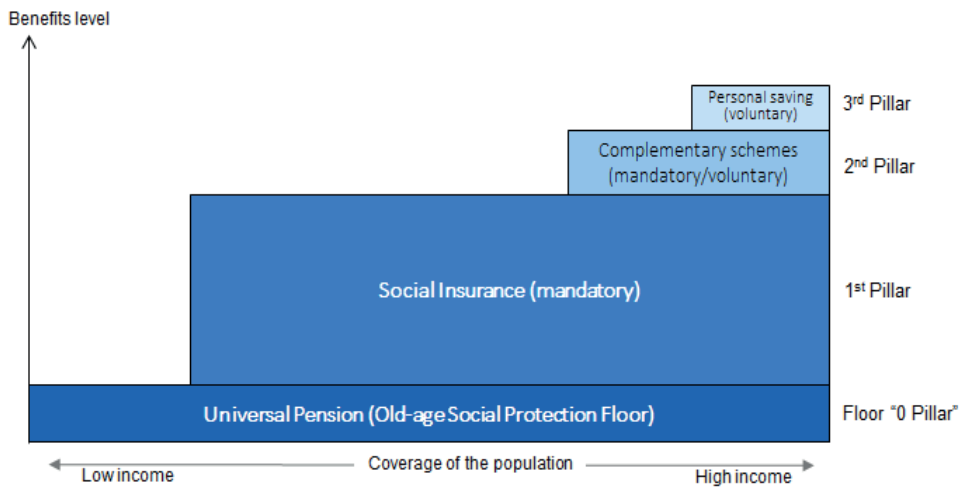 Benefits level
Personal saving
(voluntary)
3rd Pillar
Complementary schemes
(mandatory/voluntary)
2nd Pillar
Social Insurance (mandatory)
1st Pillar
Universal Pension (Old-age Social Protection Floor)
Floor “0 Pillar”
Low income
Coverage of the population
High income